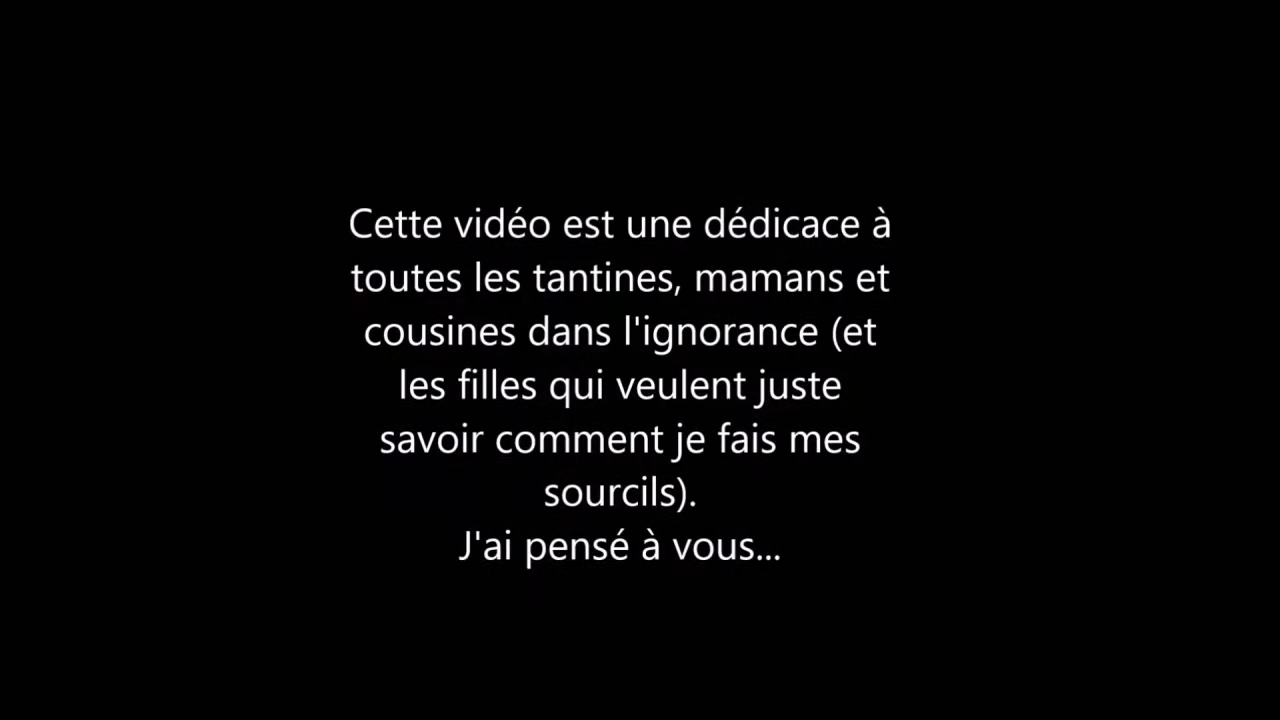 Cette vidéo est une dédicace à
toutes les tantines, mamans et
cousines dans l'ignorance (et
les filles qui veulent juste
savoir comment je fais mes
sourcils).
J'ai pensé à vous...